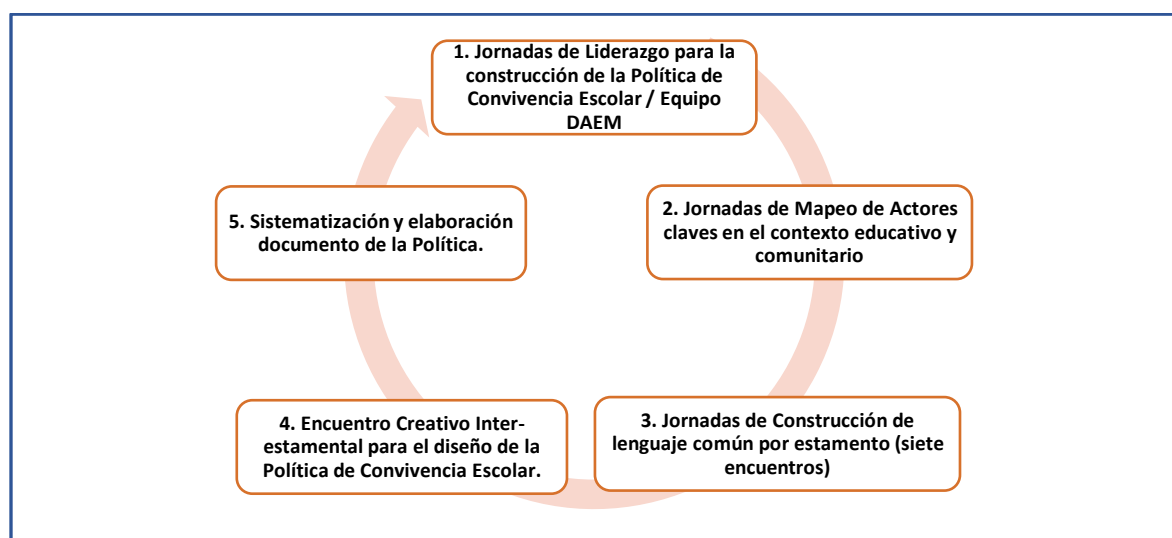 1. Jornadas de Liderazgo para la
construcción de la Política de
Convivencia Escolar / Equipo
DAEM
2. Jornadas de Mapeo de Actores
claves en el contexto educativo y
comunitario
3. Jornadas de Construcción de
lenguaje común por estamento (siete
encuentros)
4. Encuentro Creativo Inter-
estamental para el diseño de la
Política de Convivencia Escolar.
5. Sistematización y elaboración
documento de la Política.